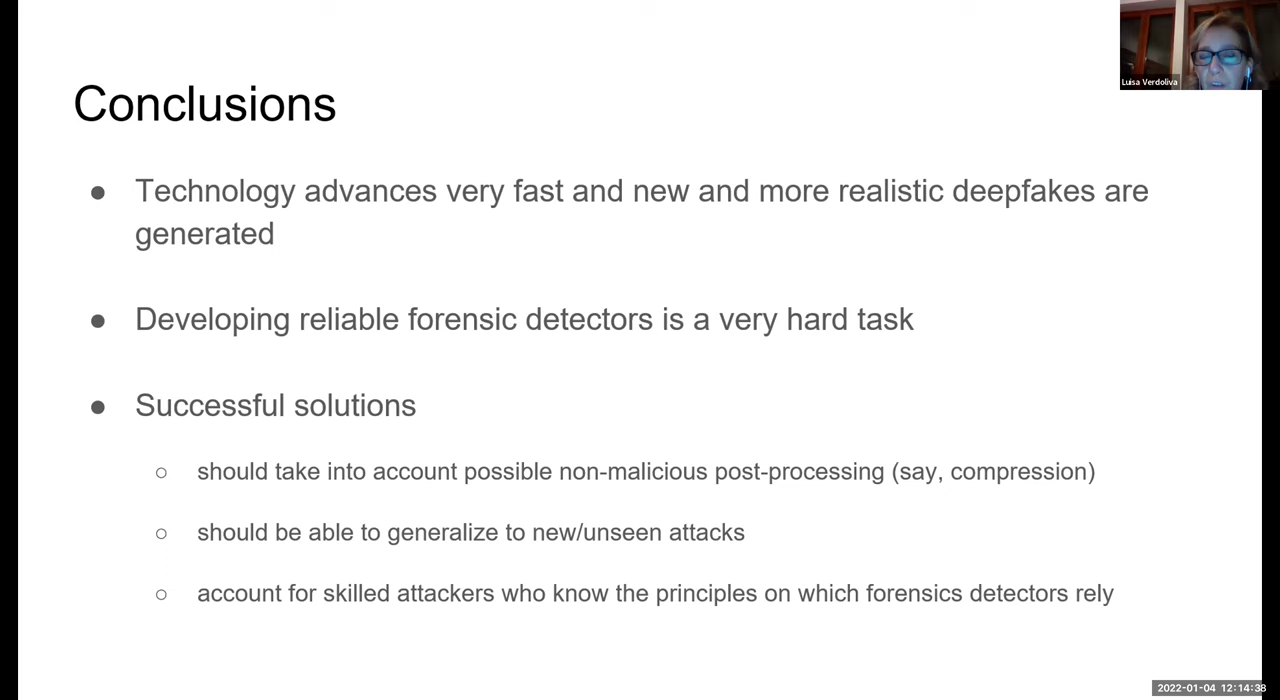 Luisa Verdoliva
Conclusions
● Technology advances very fast and new and more realistic deepfakes are
generated
● Developing reliable forensic detectors is a very hard task
● Successful solutions
○ should take into account possible non-malicious post-processing (say, compression)
○ should be able to generalize to new/unseen attacks
○ account for skilled attackers who know the principles on which forensics detectors rely
2022-01-04 12:14:38